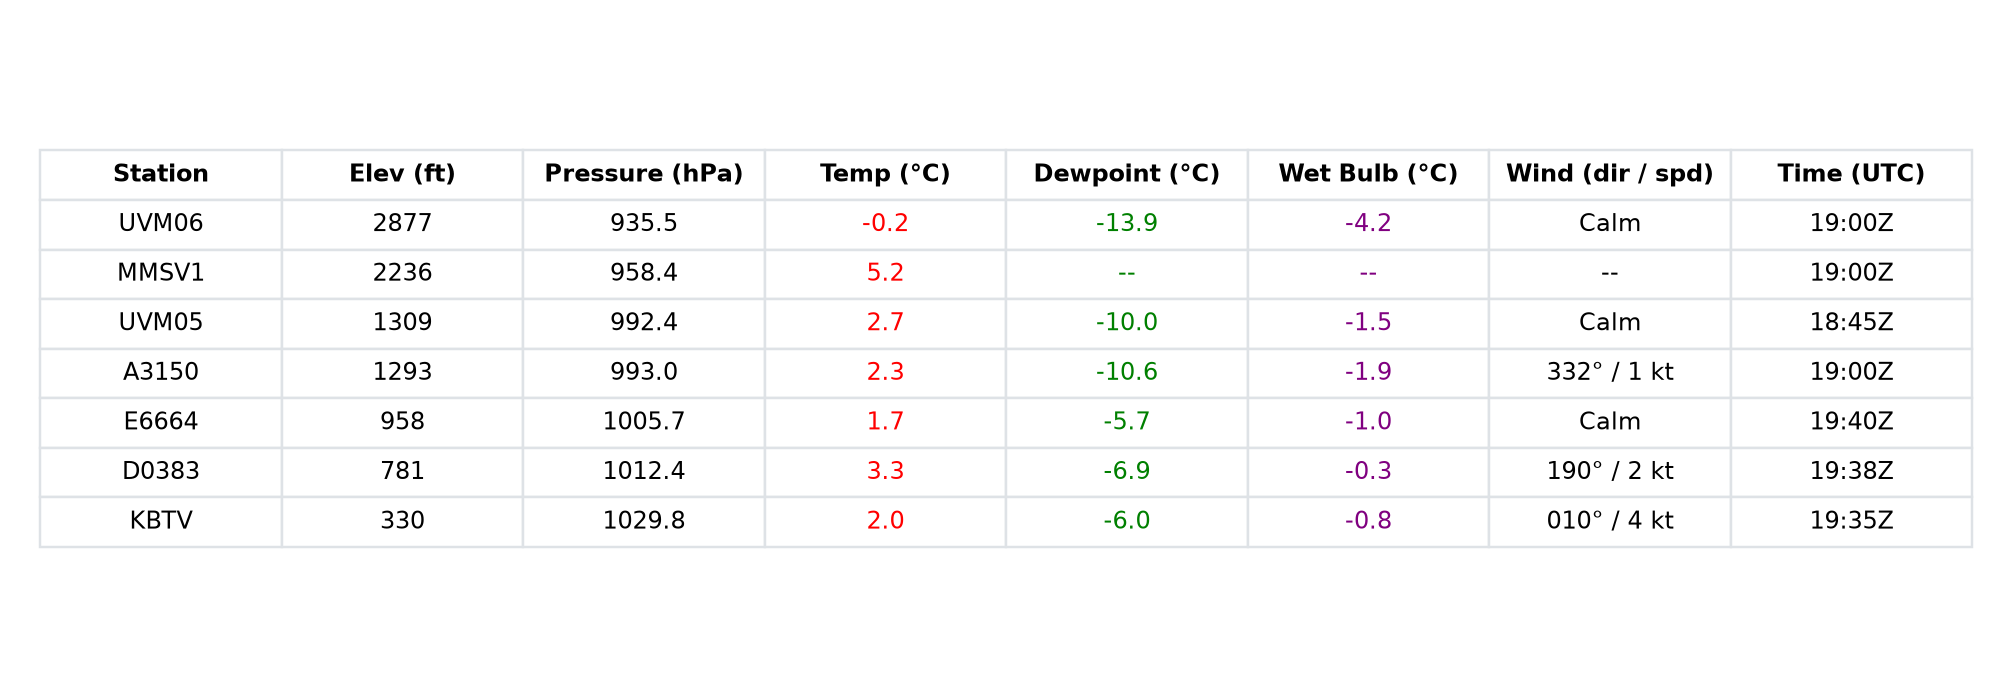 Station Elev (ft) Pressure (hPa) Temp (°C) Dewpoint (°C) Wet Bulb (°C) Wind (dir / spd) Time (UTC)
UVM06 2877 935.5 -0.2 -13.9 -4.2 Calm 19:00Z
MMSV1 2236 958.4 5.2 -- -- -- 19:00Z
UVM05 1309 992.4 2.7 -10.0 -1.5 Calm 18:45Z
A3150 1293 993.0 2.3 -10.6 -1.9 332° / 1 kt 19:00Z
E6664 958 1005.7 1.7 -5.7 -1.0 Calm 19:40Z
D0383 781 1012.4 3.3 -6.9 -0.3 190° / 2 kt 19:38Z
KBTV 330 1029.8 2.0 -6.0 -0.8 010° / 4 kt 19:35Z